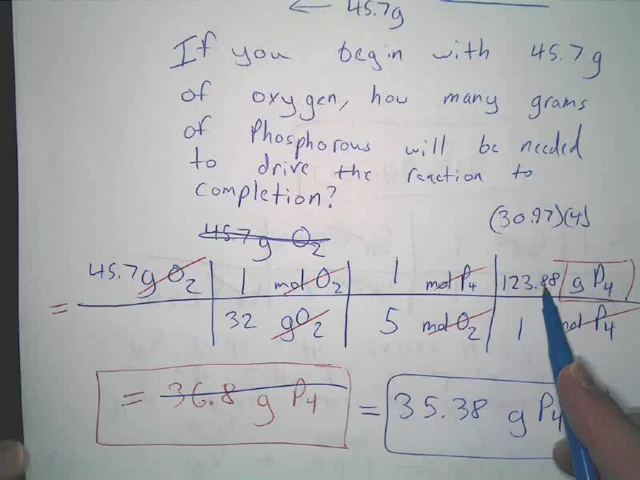 ← 45.7g
If you begin with 45.7g
of oxygen, how many grams
of Phosphorous will be needed
to drive the reaction to
completion?
(30.97)(4)
45.7g O₂
= 45.7g O₂ | 1 mol O₂ | 1 mol P₄ | 123.88 g P₄
32 gO₂ | 5 mol O₂ | 1 mol P₄
= 36.8 g P₄ = 35.38 g P₄